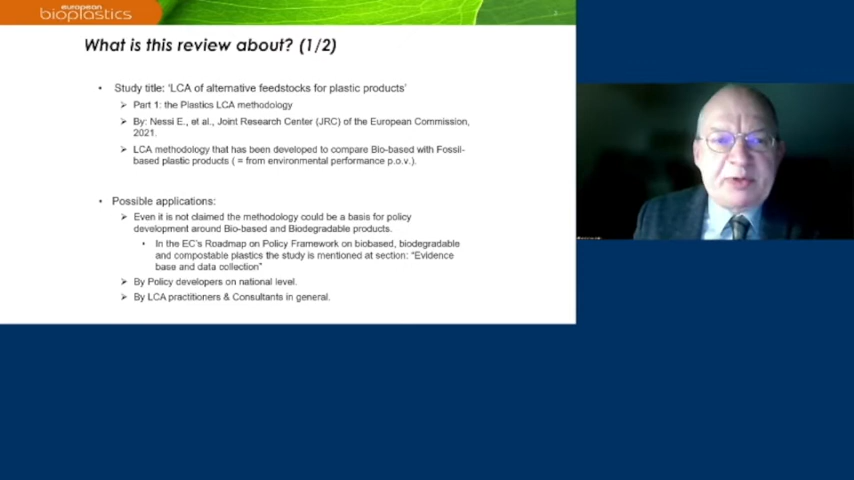 european
bioplastics
What is this review about? (1/2)
• Study title: ‘LCA of alternative feedstocks for plastic products’
➢ Part 1: the Plastics LCA methodology
➢ By: Nessi E., et al., Joint Research Center (JRC) of the European Commission,
2021.
➢ LCA methodology that has been developed to compare Bio-based with Fossil-
based plastic products ( = from environmental performance p.o.v.).
• Possible applications:
➢ Even it is not claimed the methodology could be a basis for policy
development around Bio-based and Biodegradable products.
• In the EC’s Roadmap on Policy Framework on biobased, biodegradable
and compostable plastics the study is mentioned at section: “Evidence
base and data collection”
➢ By Policy developers on national level.
➢ By LCA practitioners & Consultants in general.